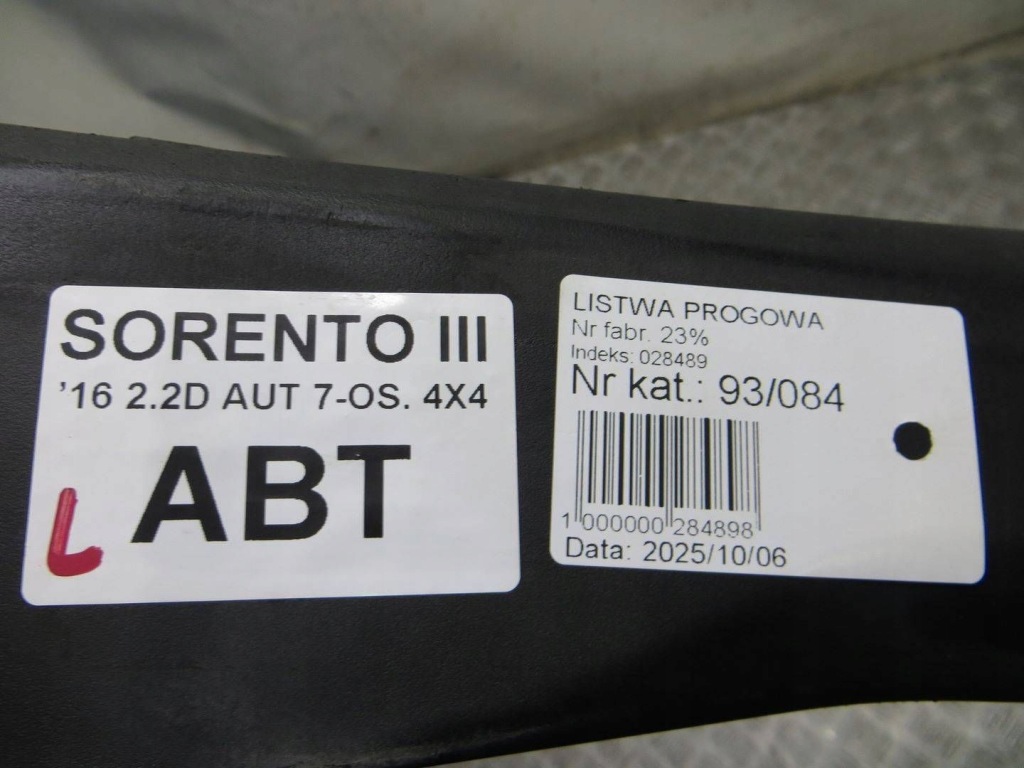 SORENTO III
'16 2.2D AUT 7-OS. 4X4
ABT
L
LISTWA PROGOWA
Nr fabr. 23%
Indeks: 028489
Nr kat.: 93/084
1 000000 284898
Data: 2025/10/06